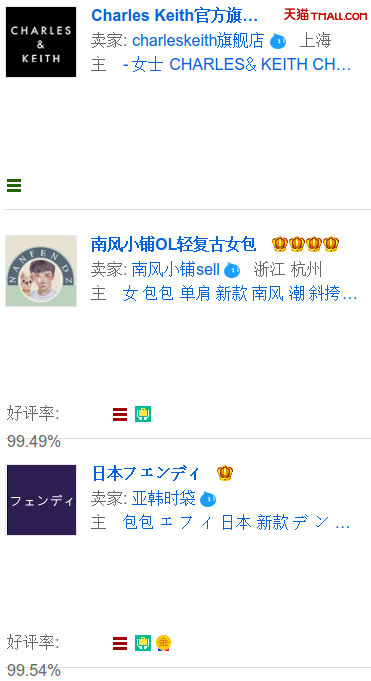 CHARLES
&
KEITH
Charles Keith官方旗… 天猫 TMALL.COM
卖家: charleskeith旗舰店 上海
主 - 女士 CHARLES& KEITH CH…
NANFEN DZ
南风小铺OL轻复古女包
卖家: 南风小铺sell 浙江 杭州
主 女 包包 单肩 新款 南风 潮 斜挎…
好评率:
99.49%
フェンディ
日本フエンディ
卖家: 亚韩时袋
主 包包 エ フ ィ 日本 新款 デ ン …
好评率:
99.54%